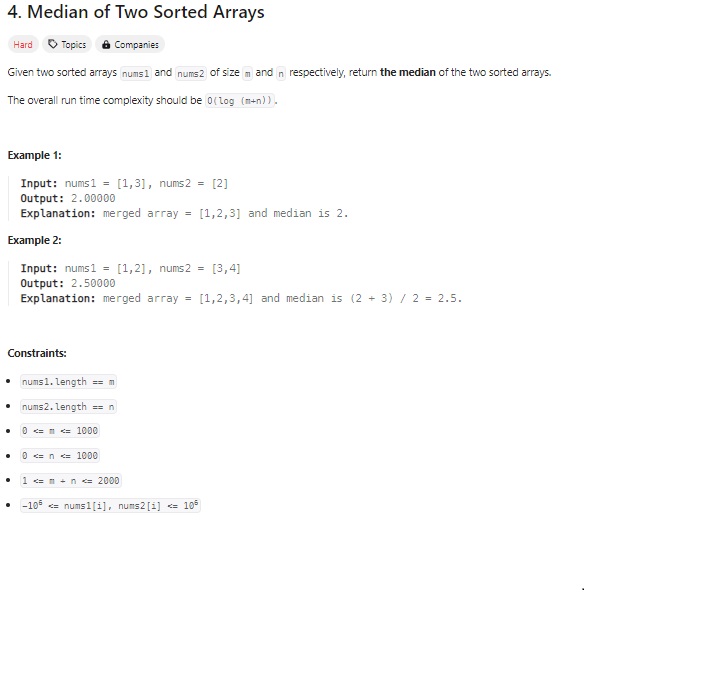 4. Median of Two Sorted Arrays
Hard Topics Companies
Given two sorted arrays nums1 and nums2 of size m and n respectively, return the median of the two sorted arrays.
The overall run time complexity should be O(log (m+n)).
Example 1:
Input: nums1 = [1,3], nums2 = [2]
Output: 2.00000
Explanation: merged array = [1,2,3] and median is 2.
Example 2:
Input: nums1 = [1,2], nums2 = [3,4]
Output: 2.50000
Explanation: merged array = [1,2,3,4] and median is (2 + 3) / 2 = 2.5.
Constraints:
• nums1.length == m
• nums2.length == n
• 0 <= m <= 1000
• 0 <= n <= 1000
• 1 <= m + n <= 2000
• -10⁶ <= nums1[i], nums2[i] <= 10⁶